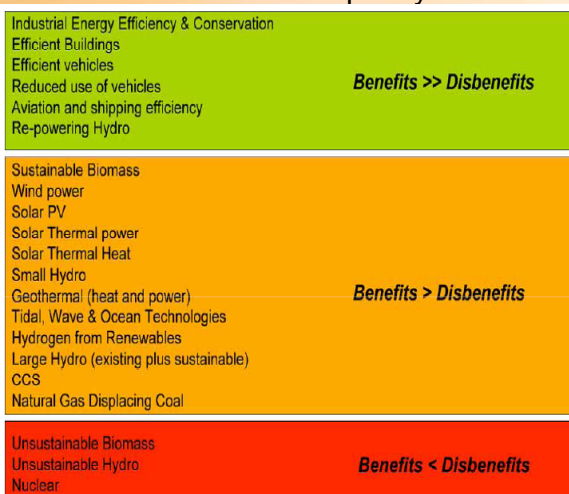 Industrial Energy Efficiency & Conservation
Efficient Buildings
Efficient vehicles
Reduced use of vehicles
Aviation and shipping efficiency
Re-powering Hydro
Benefits >> Disbenefits
Sustainable Biomass
Wind power
Solar PV
Solar Thermal power
Solar Thermal Heat
Small Hydro
Geothermal (heat and power)
Tidal, Wave & Ocean Technologies
Hydrogen from Renewables
Large Hydro (existing plus sustainable)
CCS
Natural Gas Displacing Coal
Benefits > Disbenefits
Unsustainable Biomass
Unsustainable Hydro
Nuclear
Benefits < Disbenefits